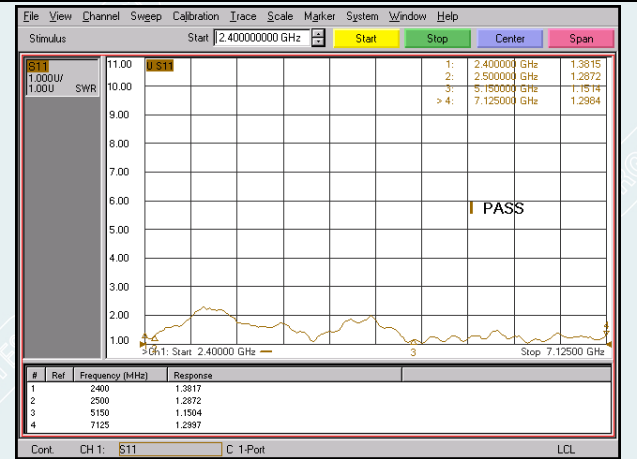 File View Channel Sweep Calibration Trace Scale Marker System Window Help
Stimulus Start 2.400000000 GHz Start Stop Center Span
S11
1.000U/
1.00U SWR
11.00
10.00
9.00
8.00
7.00
6.00
5.00
4.00
3.00
2.00
1.00
U S11
1: 2.400000 GHz 1.3815
2: 2.500000 GHz 1.2872
3: 5.150000 GHz 1.1514
> 4: 7.125000 GHz 1.2984
PASS
1
2
3
4
>Ch1: Start 2.40000 GHz
Stop 7.12500 GHz
# Ref Frequency (MHz) Response
1 2400 1.3817
2 2500 1.2872
3 5150 1.1504
4 7125 1.2997
Cont. CH 1: S11 C 1-Port LCL